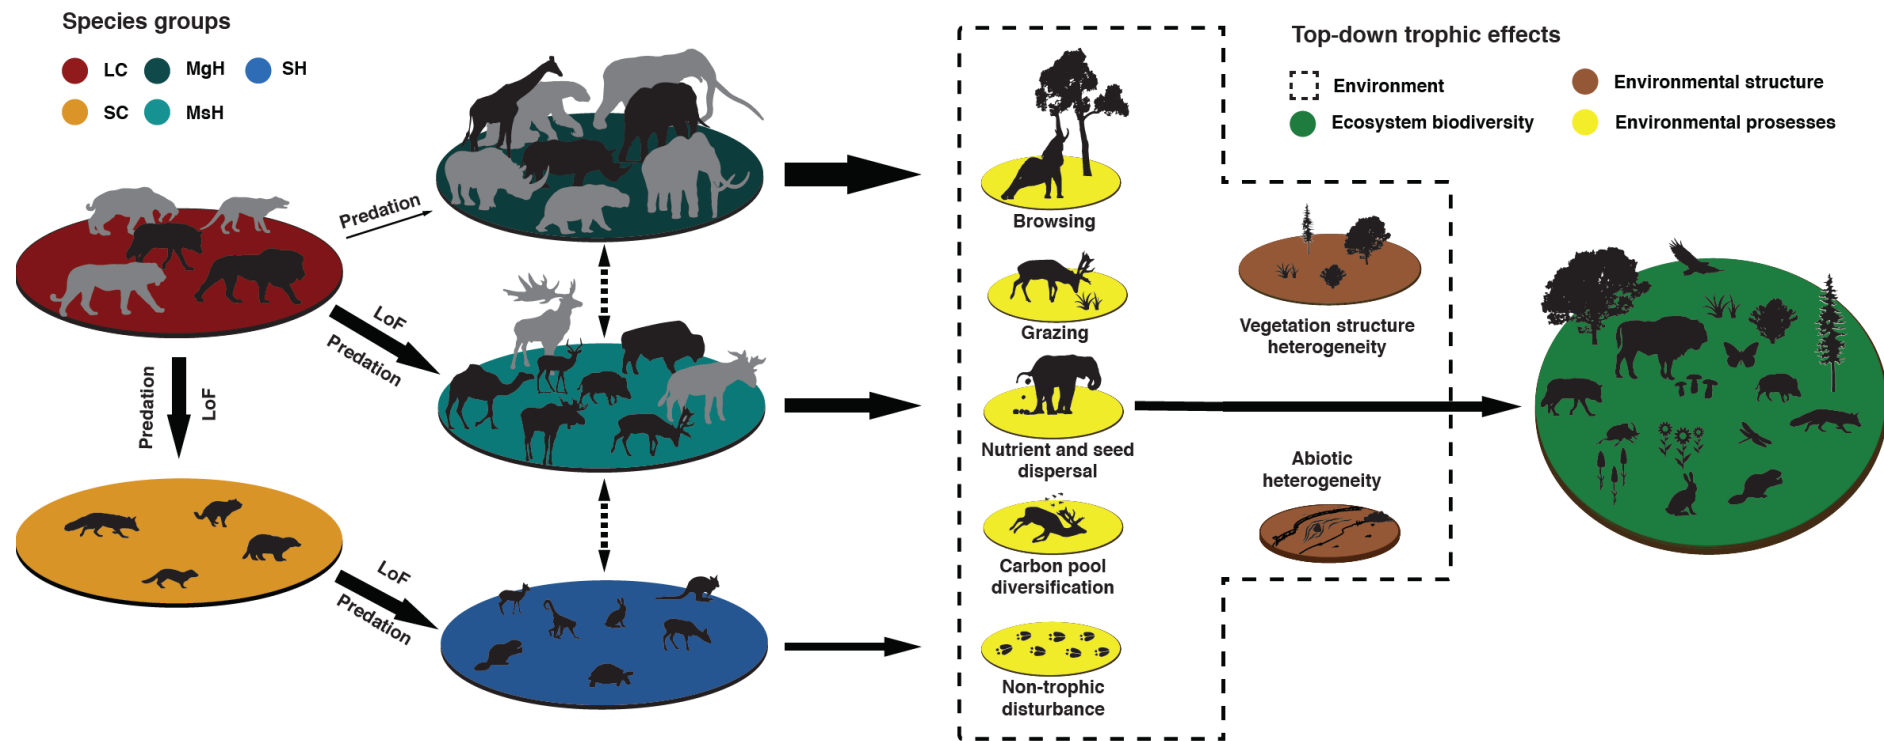 Species groups
LC
MgH
SH
SC
MsH
Predation
LoF
Predation
Predation
LoF
LoF
Predation
Browsing
Grazing
Nutrient and seed
dispersal
Carbon pool
diversification
Non-trophic
disturbance
Top-down trophic effects
Environment
Environmental structure
Ecosystem biodiversity
Environmental prosesses
Vegetation structure
heterogeneity
Abiotic
heterogeneity